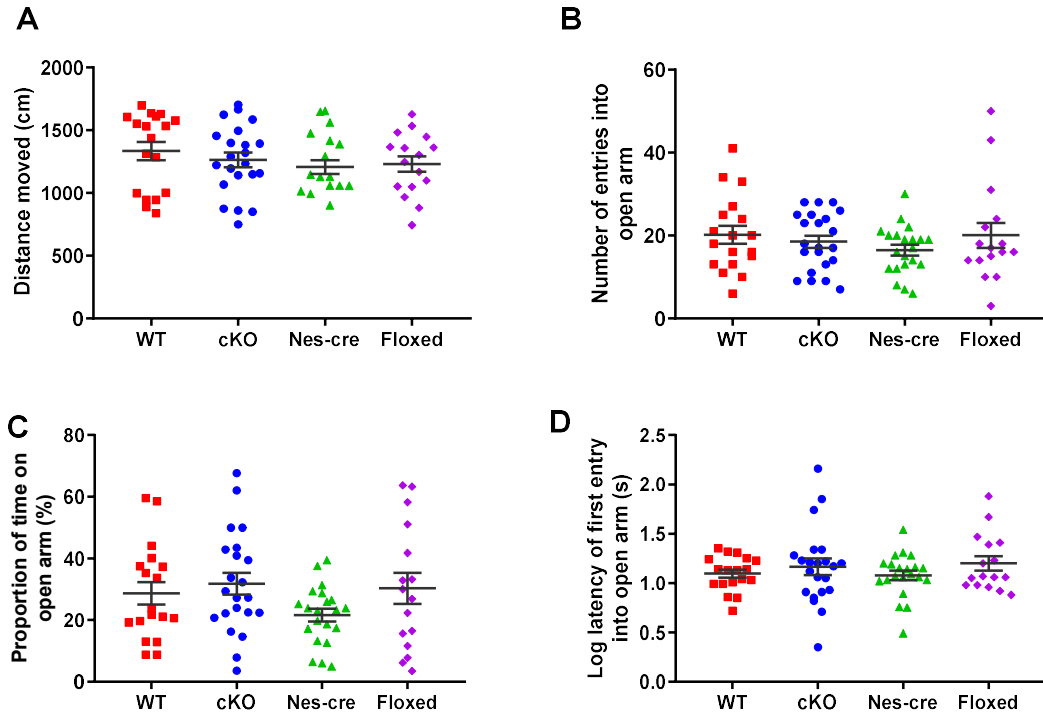 A
Distance moved (cm)
2000
1500
1000
500
0
WT cKO Nes-cre Floxed
B
Number of entries into
open arm
60
40
20
0
WT cKO Nes-cre Floxed
C
Proportion of time on
open arm (%)
80
60
40
20
0
WT cKO Nes-cre Floxed
D
Log latency of first entry
into open arm (s)
2.5
2.0
1.5
1.0
0.5
0.0
WT cKO Nes-cre Floxed